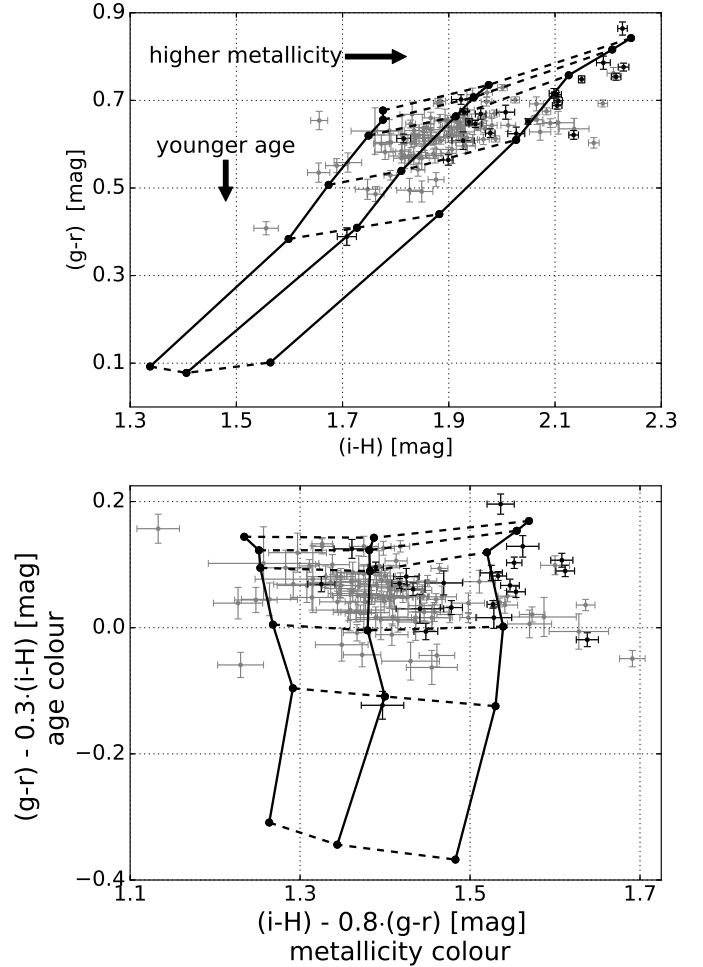 0.9
higher metallicity
0.7
younger age
0.5
0.3
0.1
(g-r) [mag]
1.3 1.5 1.7 1.9 2.1 2.3
(i-H) [mag]
0.2
0.0
−0.2
−0.4
(g-r) - 0.3·(i-H) [mag]
age colour
1.1 1.3 1.5 1.7
(i-H) - 0.8·(g-r) [mag]
metallicity colour